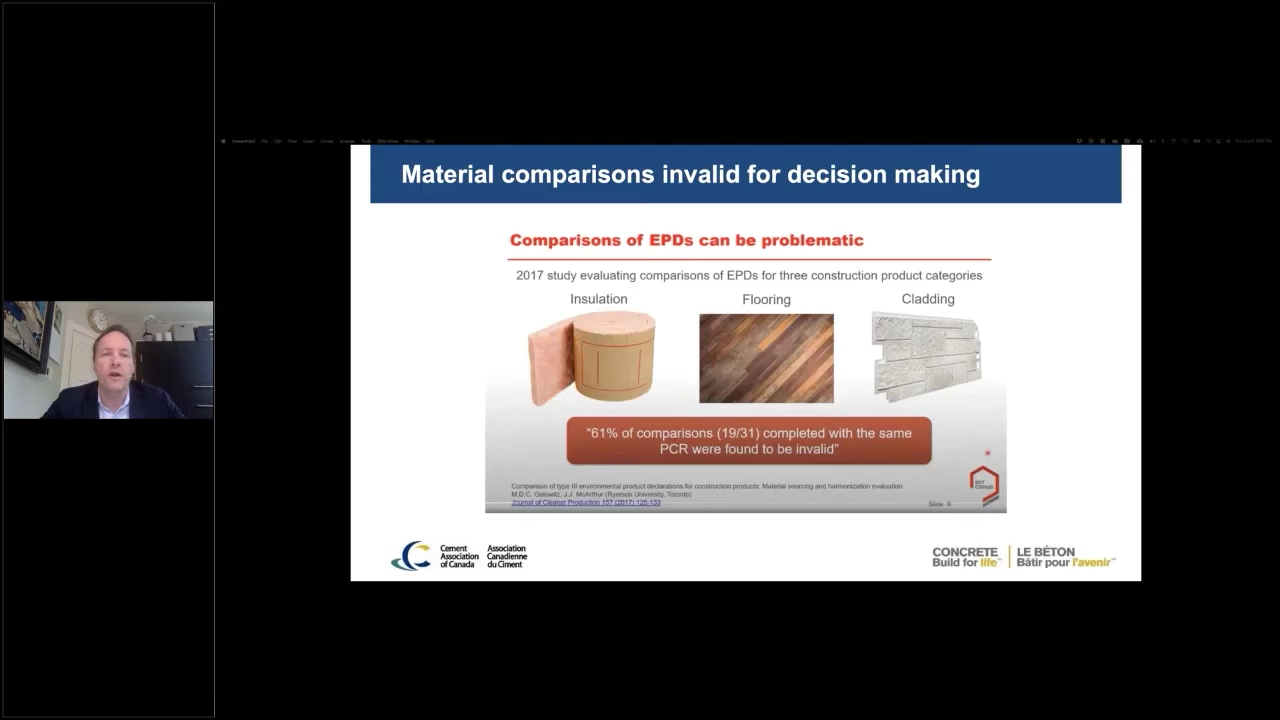 Material comparisons invalid for decision making
Comparisons of EPDs can be problematic
2017 study evaluating comparisons of EPDs for three construction product categories
Insulation
Flooring
Cladding
“61% of comparisons (19/31) completed with the same
PCR were found to be invalid”
Comparison of type III environmental product declarations for construction products: Material sourcing and harmonization evaluation
M.D.C. Gelowitz, J.J. McArthur (Ryerson University, Toronto)
Journal of Cleaner Production 157 (2017) 125-133
MIT
CSHub
Slide 9
Cement
Association
of Canada
Association
Canadienne
du Ciment
CONCRETE
Build for life
LE BÉTON
Bâtir pour l'avenir